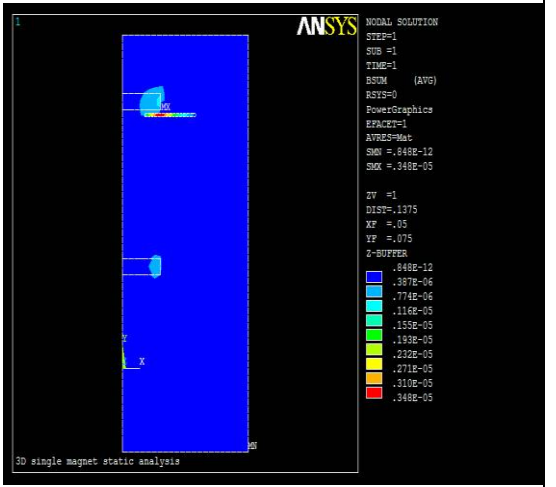 1
ANSYS
NODAL SOLUTION
STEP=1
SUB =1
TIME=1
BSUM (AVG)
RSYS=0
PowerGraphics
EFACET=1
AVRES=Mat
SMN =.848E-12
SMX =.348E-05
ZV =1
DIST=.1375
XF =.05
YF =.075
Z-BUFFER
.848E-12
.387E-06
.774E-06
.116E-05
.155E-05
.193E-05
.232E-05
.271E-05
.310E-05
.348E-05
MX
Y
X
MN
3D single magnet static analysis